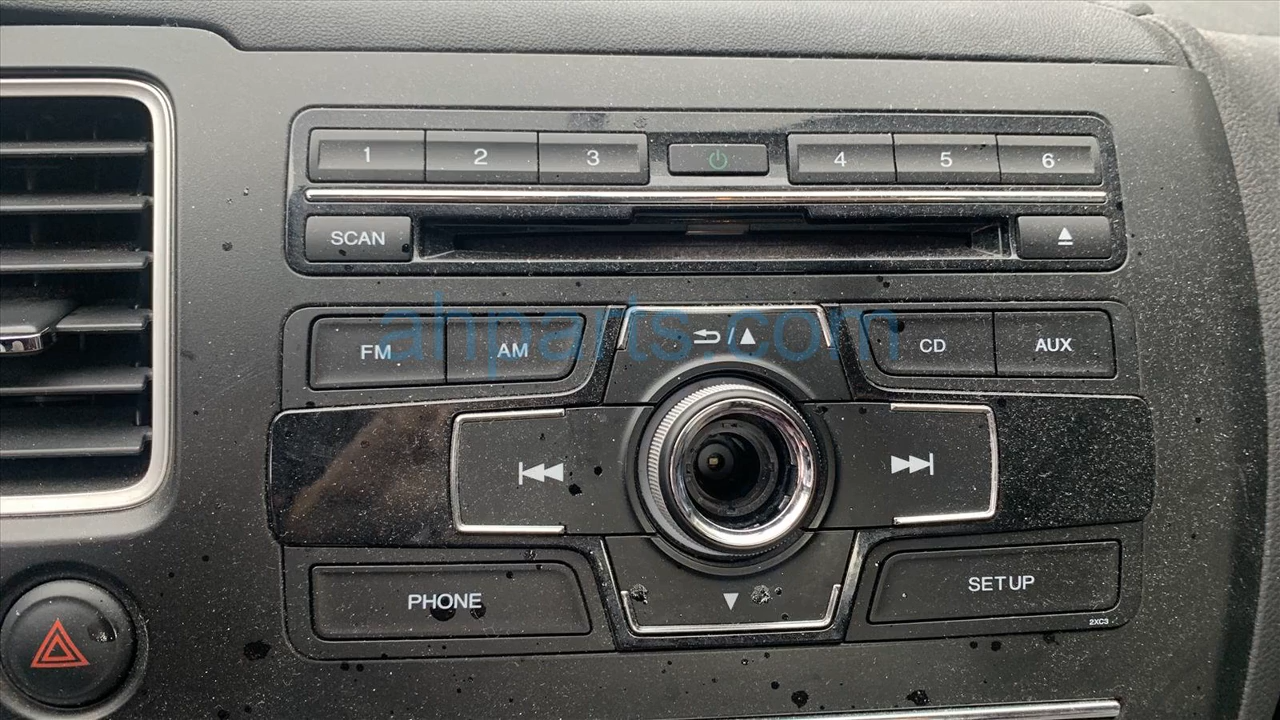 1 2 3 4 5 6
SCAN
FM AM CD AUX
ahparts.com
PHONE SETUP
2XC3